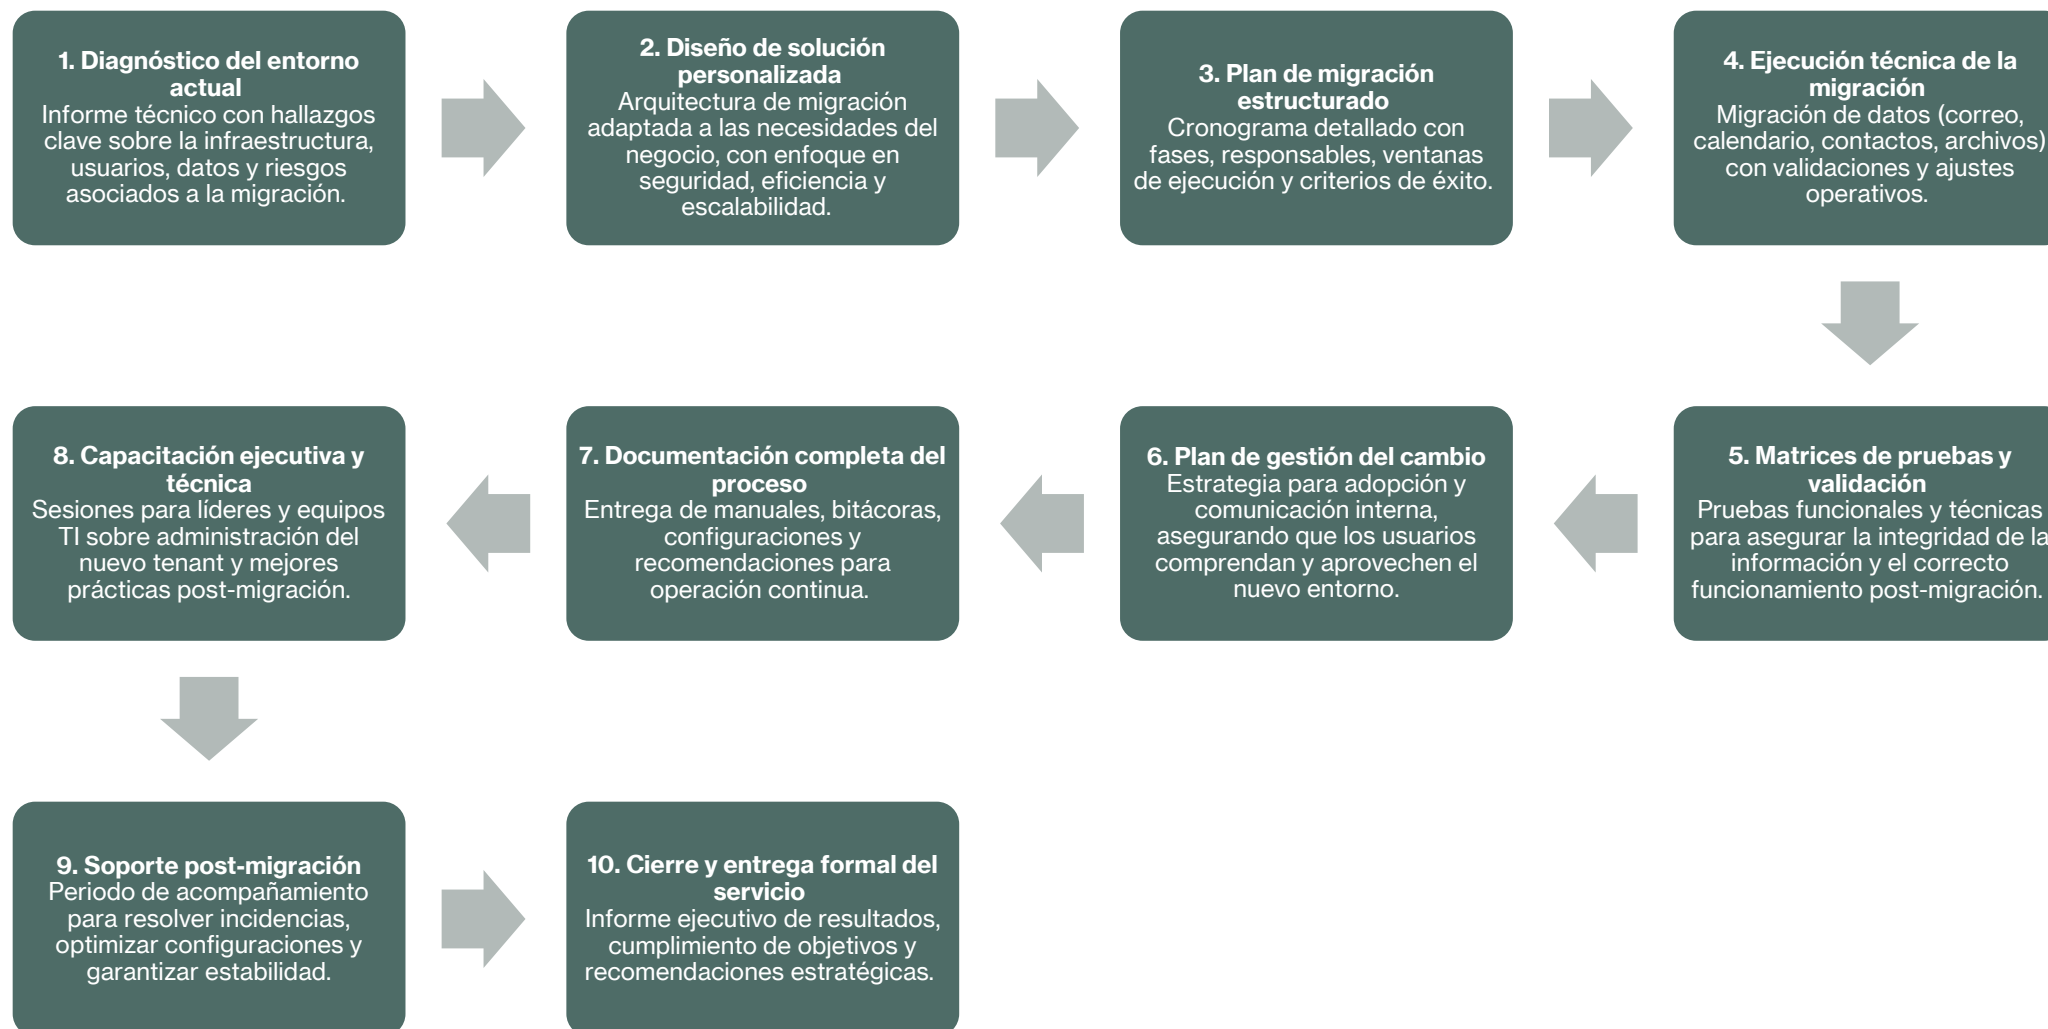 1. Diagnóstico del entorno
actual
Informe técnico con hallazgos
clave sobre la infraestructura,
usuarios, datos y riesgos
asociados a la migración.
2. Diseño de solución
personalizada
Arquitectura de migración
adaptada a las necesidades del
negocio, con enfoque en
seguridad, eficiencia y
escalabilidad.
3. Plan de migración
estructurado
Cronograma detallado con
fases, responsables, ventanas
de ejecución y criterios de éxito.
4. Ejecución técnica de la
migración
Migración de datos (correo,
calendario, contactos, archivos)
con validaciones y ajustes
operativos.
5. Matrices de pruebas y
validación
Pruebas funcionales y técnicas
para asegurar la integridad de la
información y el correcto
funcionamiento post-migración.
6. Plan de gestión del cambio
Estrategia para adopción y
comunicación interna,
asegurando que los usuarios
comprendan y aprovechen el
nuevo entorno.
7. Documentación completa del
proceso
Entrega de manuales, bitácoras,
configuraciones y
recomendaciones para
operación continua.
8. Capacitación ejecutiva y
técnica
Sesiones para líderes y equipos
TI sobre administración del
nuevo tenant y mejores
prácticas post-migración.
9. Soporte post-migración
Periodo de acompañamiento
para resolver incidencias,
optimizar configuraciones y
garantizar estabilidad.
10. Cierre y entrega formal del
servicio
Informe ejecutivo de resultados,
cumplimiento de objetivos y
recomendaciones estratégicas.